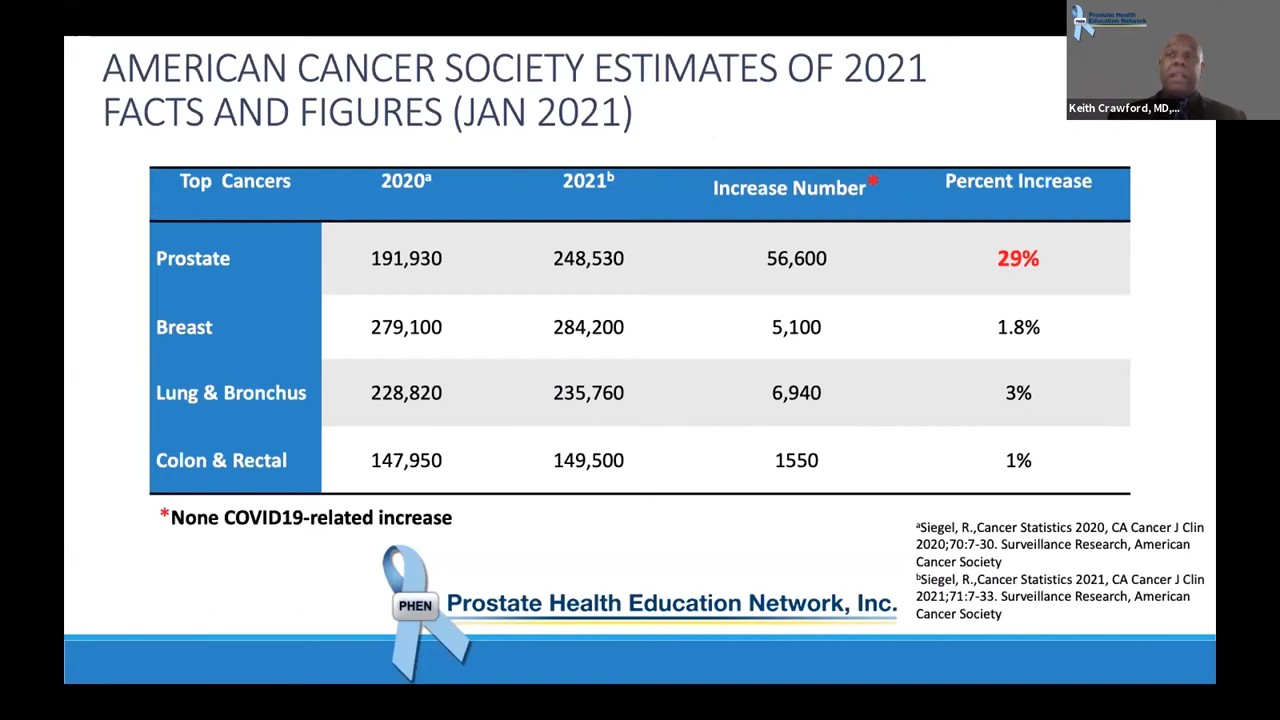 AMERICAN CANCER SOCIETY ESTIMATES OF 2021
FACTS AND FIGURES (JAN 2021)
PHEN
Prostate Health
Education Network
Keith Crawford, MD,...
Top Cancers 2020ᵃ 2021ᵇ Increase Number* Percent Increase
Prostate 191,930 248,530 56,600 29%
Breast 279,100 284,200 5,100 1.8%
Lung & Bronchus 228,820 235,760 6,940 3%
Colon & Rectal 147,950 149,500 1550 1%
*None COVID19-related increase
ᵃSiegel, R.,Cancer Statistics 2020, CA Cancer J Clin
2020;70:7-30. Surveillance Research, American
Cancer Society
ᵇSiegel, R.,Cancer Statistics 2021, CA Cancer J Clin
2021;71:7-33. Surveillance Research, American
Cancer Society
PHEN
Prostate Health Education Network, Inc.